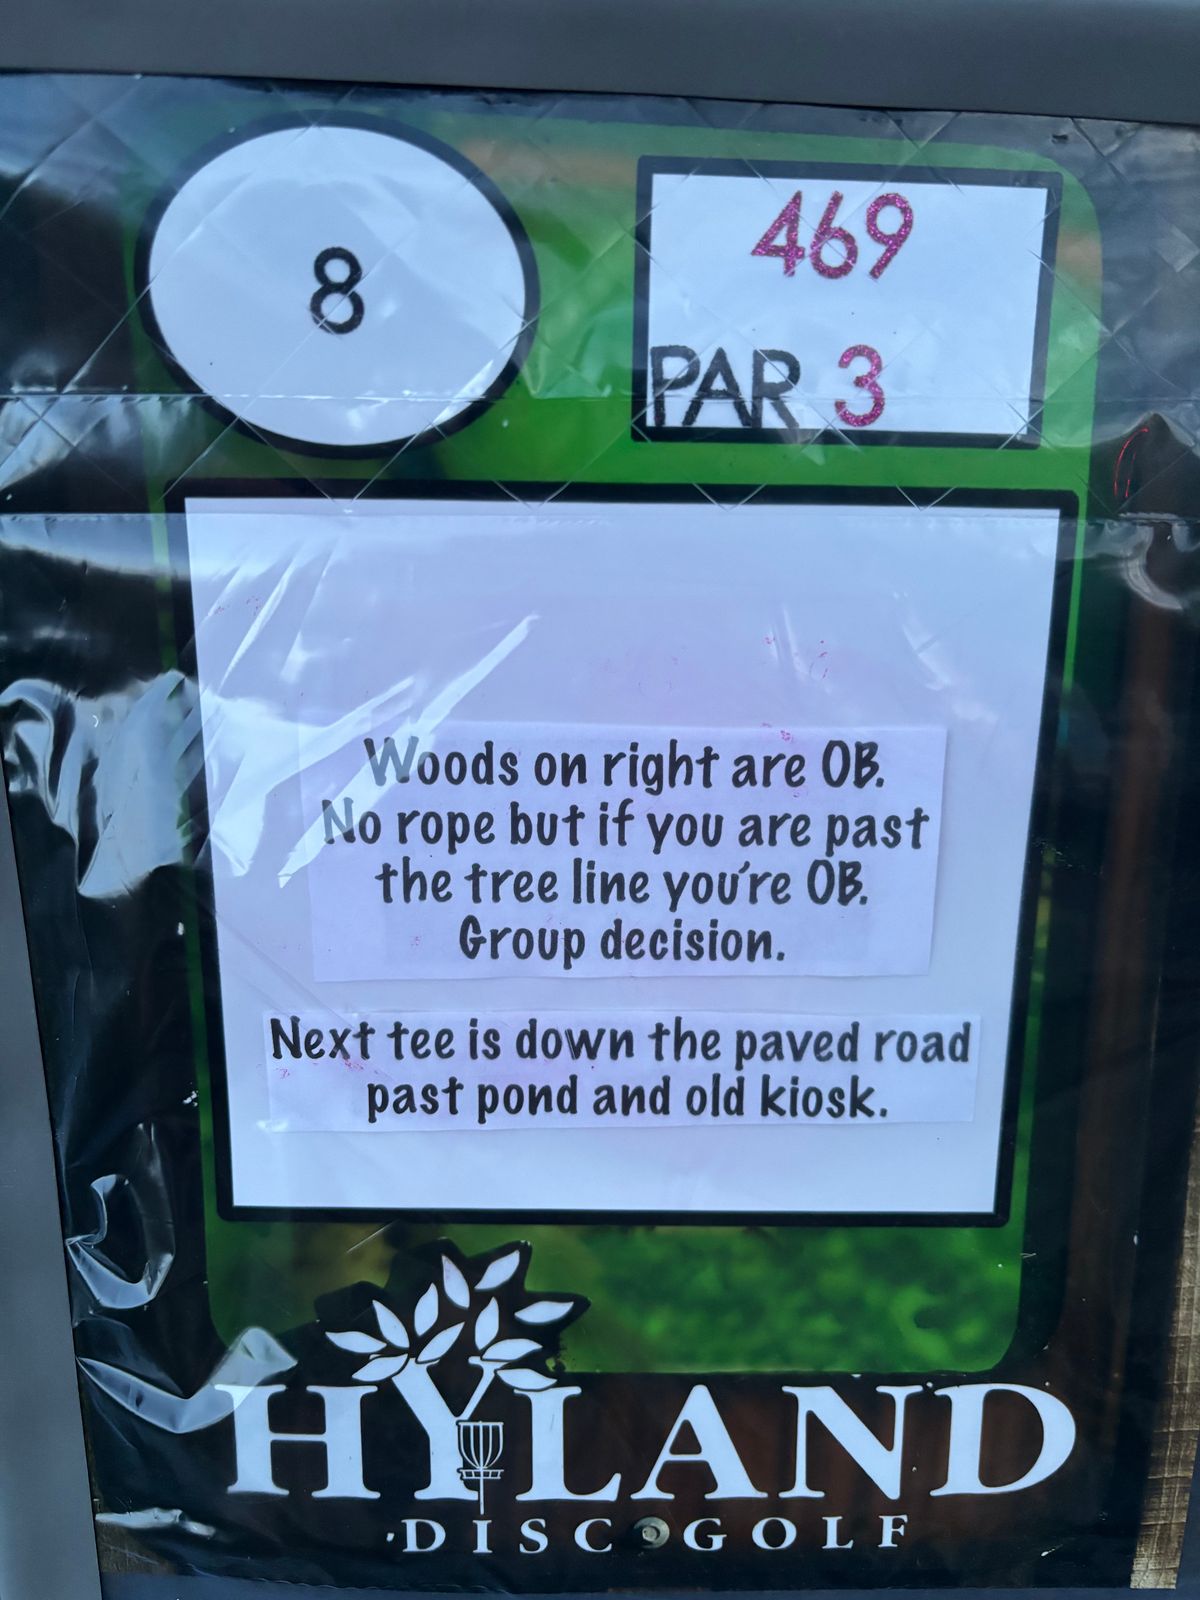 8
469
PAR 3
Woods on right are OB.
No rope but if you are past
the tree line you're OB.
Group decision.
Next tee is down the paved road
past pond and old kiosk.
HYLAND
DISC GOLF